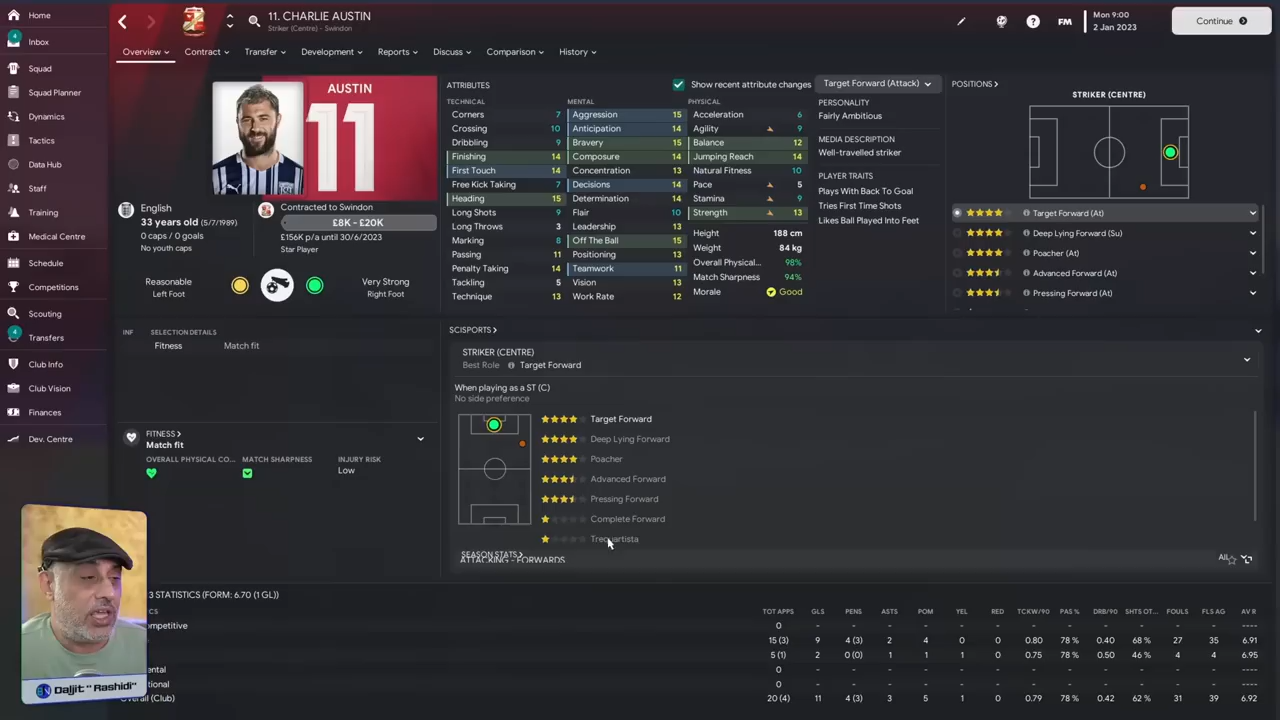 Home
4
Inbox
Squad
Squad Planner
Dynamics
Tactics
Data Hub
Staff
Training
Medical Centre
Schedule
Competitions
Scouting
4
Transfers
Club Info
Club Vision
Finances
Dev. Centre
11. CHARLIE AUSTIN
Striker (Centre) - Swindon
FM
Mon 9:00
2 Jan 2023
Continue
Overview
Contract
Transfer
Development
Reports
Discuss
Comparison
History
AUSTIN
11
English
33 years old (5/7/1989)
0 caps / 0 goals
No youth caps
Contracted to Swindon
£8K - £20K
£156K p/a until 30/6/2023
Star Player
Reasonable
Left Foot
Very Strong
Right Foot
ATTRIBUTES
Show recent attribute changes
TECHNICAL
Corners 7
Crossing 10
Dribbling 9
Finishing 14
First Touch 14
Free Kick Taking 7
Heading 15
Long Shots 9
Long Throws 3
Marking 8
Passing 11
Penalty Taking 14
Tackling 5
Technique 13
MENTAL
Aggression 15
Anticipation 14
Bravery 15
Composure 14
Concentration 13
Decisions 14
Determination 14
Flair 10
Leadership 13
Off The Ball 15
Positioning 13
Teamwork 11
Vision 13
Work Rate 12
PHYSICAL
Acceleration 6
Agility 9
Balance 12
Jumping Reach 14
Natural Fitness 10
Pace 5
Stamina 9
Strength 13
Height 188 cm
Weight 84 kg
Overall Physical... 98%
Match Sharpness 94%
Morale Good
Target Forward (Attack)
PERSONALITY
Fairly Ambitious
MEDIA DESCRIPTION
Well-travelled striker
PLAYER TRAITS
Plays With Back To Goal
Tries First Time Shots
Likes Ball Played Into Feet
POSITIONS
STRIKER (CENTRE)
Target Forward (At)
Deep Lying Forward (Su)
Poacher (At)
Advanced Forward (At)
Pressing Forward (At)
INF SELECTION DETAILS
Fitness Match fit
FITNESS
Match fit
OVERALL PHYSICAL CO... MATCH SHARPNESS INJURY RISK
Low
SCISPORTS
STRIKER (CENTRE)
Best Role Target Forward
When playing as a ST (C)
No side preference
Target Forward
Deep Lying Forward
Poacher
Advanced Forward
Pressing Forward
Complete Forward
Trequartista
SEASON STATS
ATTACKING - FORWARDS
All
3 STATISTICS (FORM: 6.70 (1 GL))
TOT APPS GLS PENS ASTS POM YEL RED TCKW/90 PAS % DRB/90 SHTS OT... FOULS FLS AG AV R
0 - - - - - - - - - - - - ----
15 (3) 9 4 (3) 2 4 0 0 0.80 78 % 0.40 68 % 27 35 6.91
5 (1) 2 0 (0) 1 1 1 0 0.75 78 % 0.50 46 % 4 4 6.95
0 - - - - - - - - - - - - ----
0 - - - - - - - - - - - - ----
(Club) 20 (4) 11 4 (3) 3 5 1 0 0.79 78 % 0.42 62 % 31 39 6.92
Daljit "Rashidi"